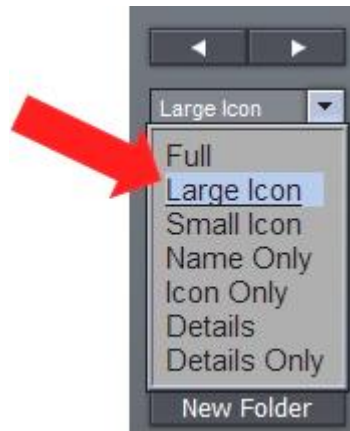 Large Icon
Full
Large Icon
Small Icon
Name Only
Icon Only
Details
Details Only
New Folder